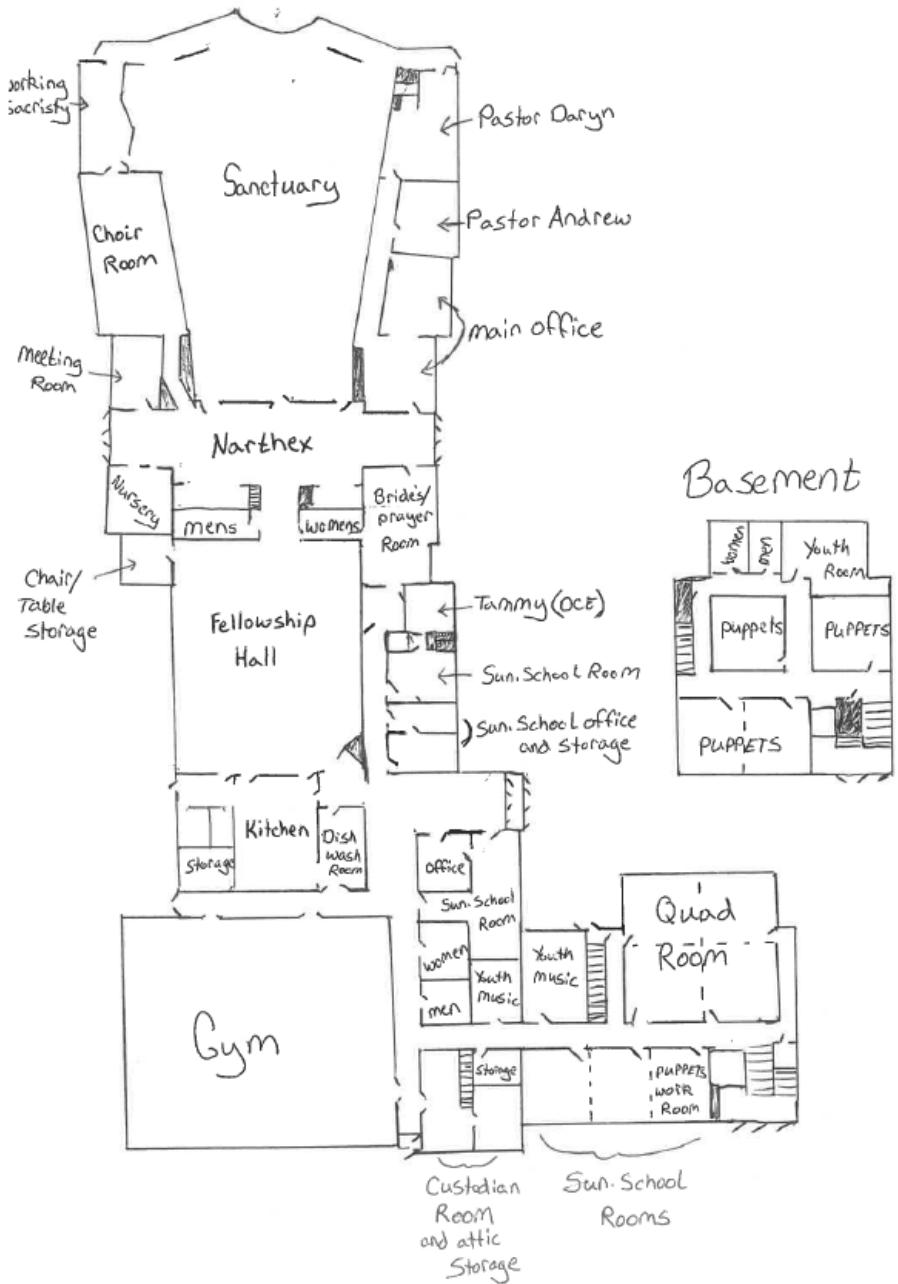 orking
Sacristy
Pastor Daryn
Sanctuary
Pastor Andrew
Choir
Room
main office
Meeting
Room
Narthex
Nursery
mens
womens
Bride's/
prayer
Room
Chair/
Table
Storage
Fellowship
Hall
Tammy (OCE)
Sun. School Room
Sun. School office
and Storage
Kitchen
Storage
Dish
wash
Room
office
Sun. School
Room
women
men
Youth
Music
Youth
Music
Quad
Room
Gym
Storage
PUPPETS
WORK
ROOM
Custodian
Room
and attic
Storage
Sun. School
Rooms
Basement
women
men
Youth
Room
puppets
PUPPETS
PUPPETS